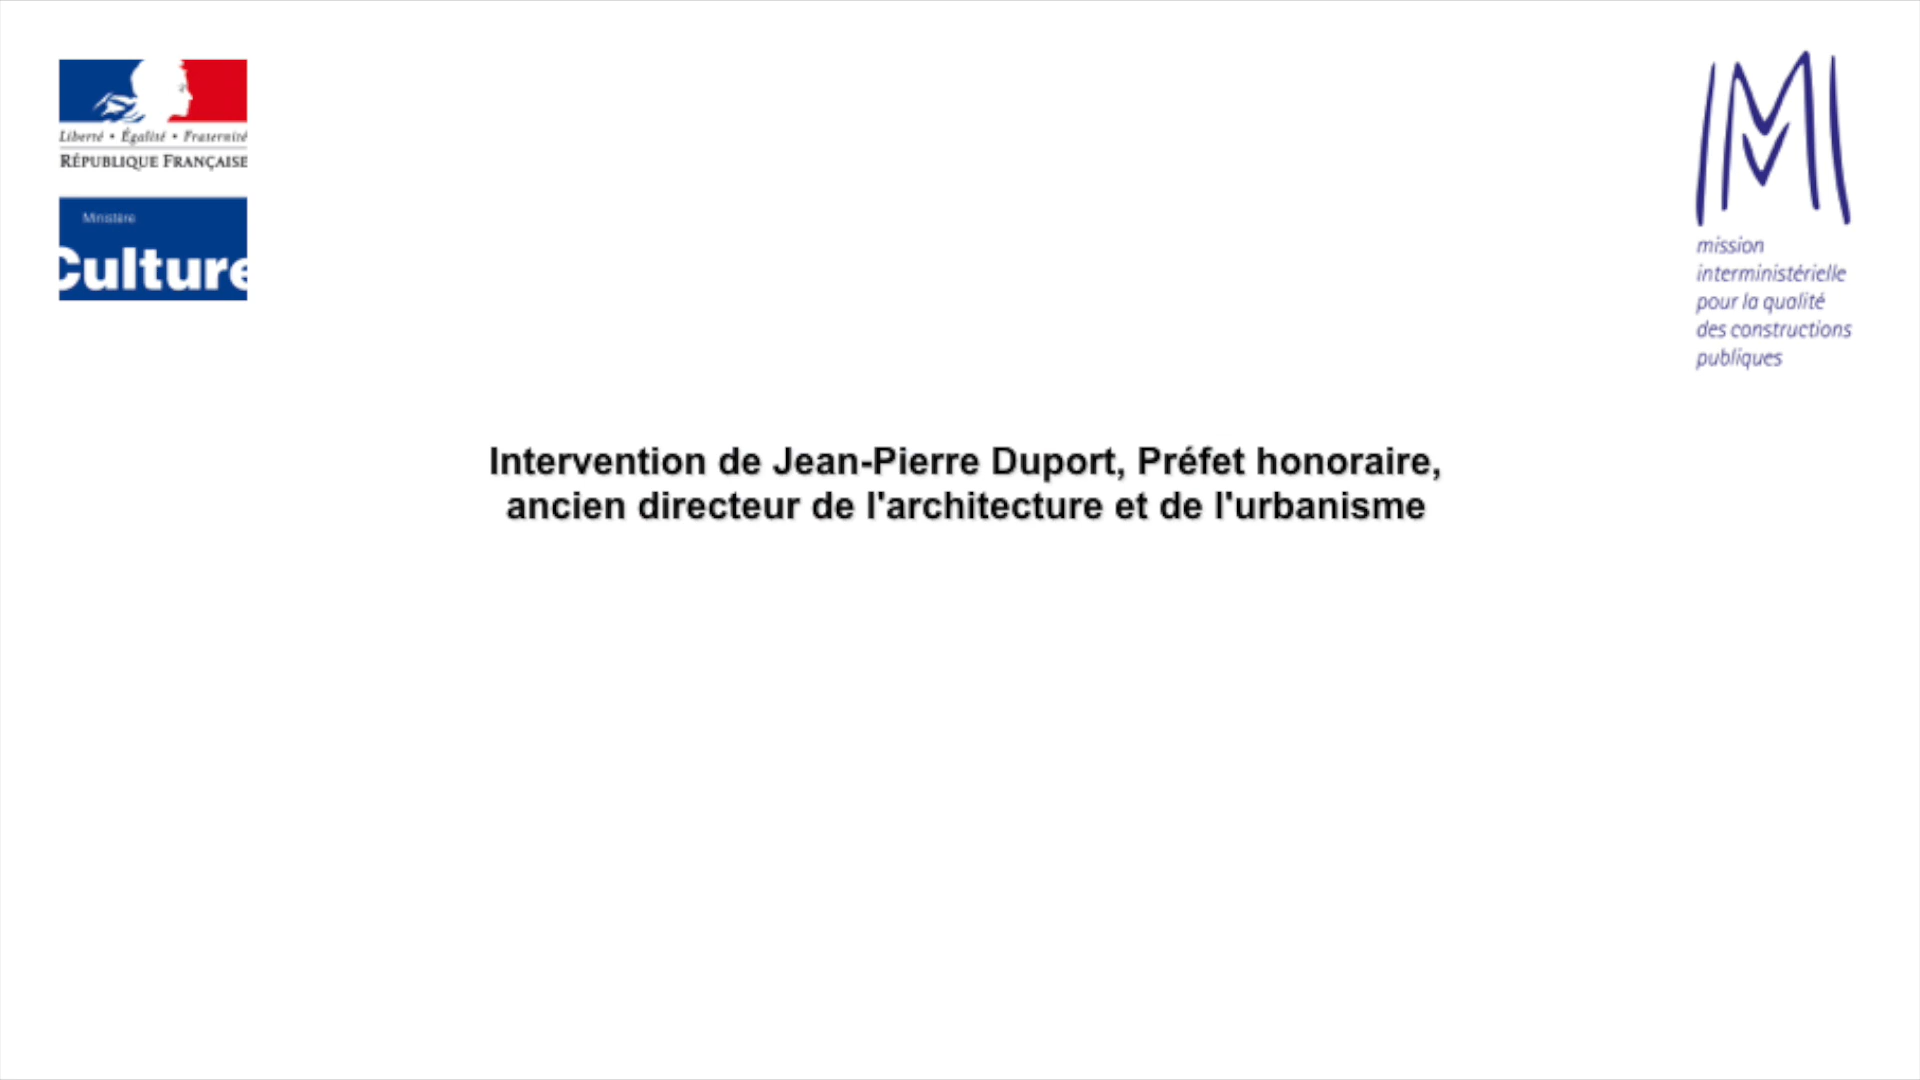 Liberté • Égalité • Fraternité
RÉPUBLIQUE FRANÇAISE
Ministère
Culture
mission
interministérielle
pour la qualité
des constructions
publiques
Intervention de Jean-Pierre Duport, Préfet honoraire,
ancien directeur de l'architecture et de l'urbanisme